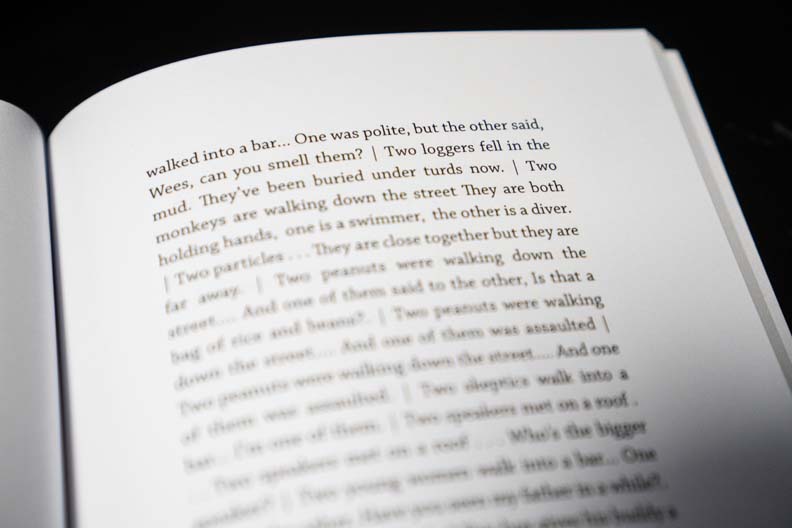 walked into a bar... One was polite, but the other said,
Wees, can you smell them? | Two loggers fell in the
mud. They've been buried under turds now. | Two
monkeys are walking down the street They are both
holding hands, one is a swimmer, the other is a diver.
| Two particles . . . They are close together but they are
far away. | Two peanuts were walking down the
street.... And one of them said to the other, Is that a
bag of rice and beans?. | Two peanuts were walking
down the street.... And one of them was assaulted |
Two peanuts were walking down the street.... And one
of them was assaulted. | Two skeptics walk into a
bar... I'm one of them. | Two speakers met on a roof .
. . . Two speakers met on a roof . . . . Who's the bigger
| Two young women walk into a bar... One
Have you seen my father in a while?.